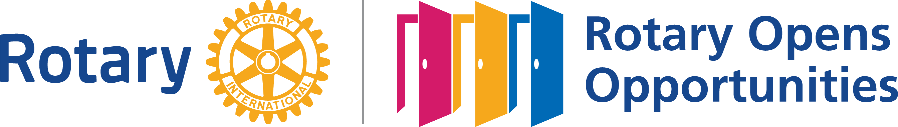 Rotary
ROTARY
INTERNATIONAL
Rotary Opens
Opportunities